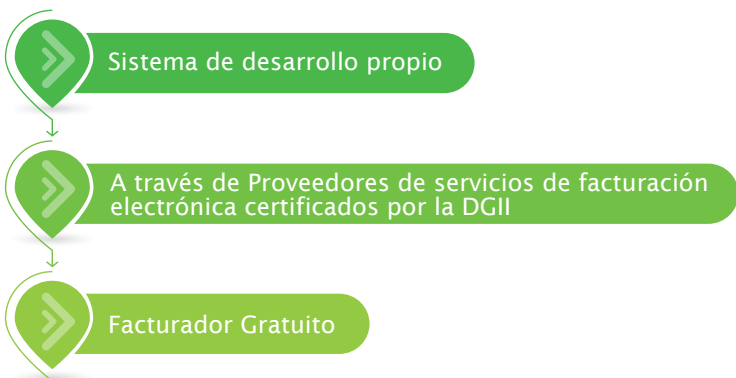 Sistema de desarrollo propio
A través de Proveedores de servicios de facturación
electrónica certificados por la DGII
Facturador Gratuito